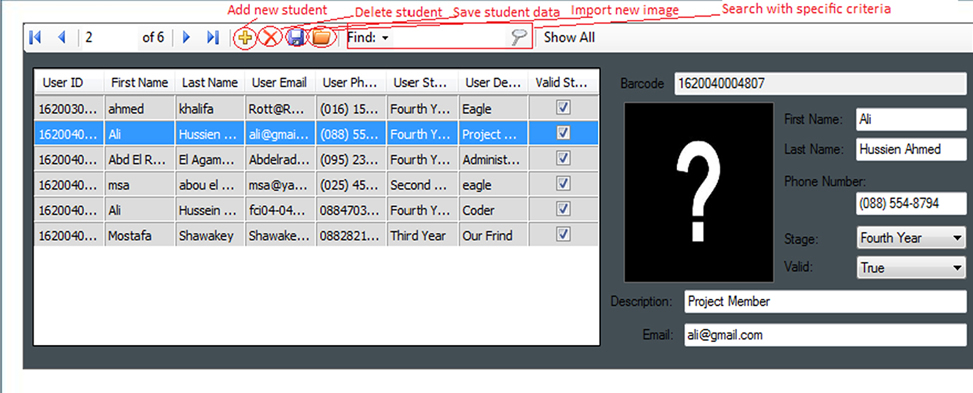 Add new student Delete student Save student data Import new image Search with specific criteria
2 of 6 Find: Show All
User ID First Name Last Name User Email User Ph... User St... User De... Valid St...
1620030... ahmed khalifa Rott@R... (016) 15... Fourth Y... Eagle
1620040... Ali Hussien ... ali@gmai... (088) 55... Fourth Y... Project ...
1620040... Abd El R... El Agam... Abdelrad... (095) 23... Fourth Y... Administ...
1620040... msa abou el ... msa@ya... (025) 45... Second ... eagle
1620040... Ali Hussein ... fci04-04... 0884703... Fourth Y... Coder
1620040... Mostafa Shawakey Shawake... 0882821... Third Year Our Frind
Barcode 1620040004807
?
First Name: Ali
Last Name: Hussien Ahmed
Phone Number:
(088) 554-8794
Stage: Fourth Year
Valid: True
Description: Project Member
Email: ali@gmail.com